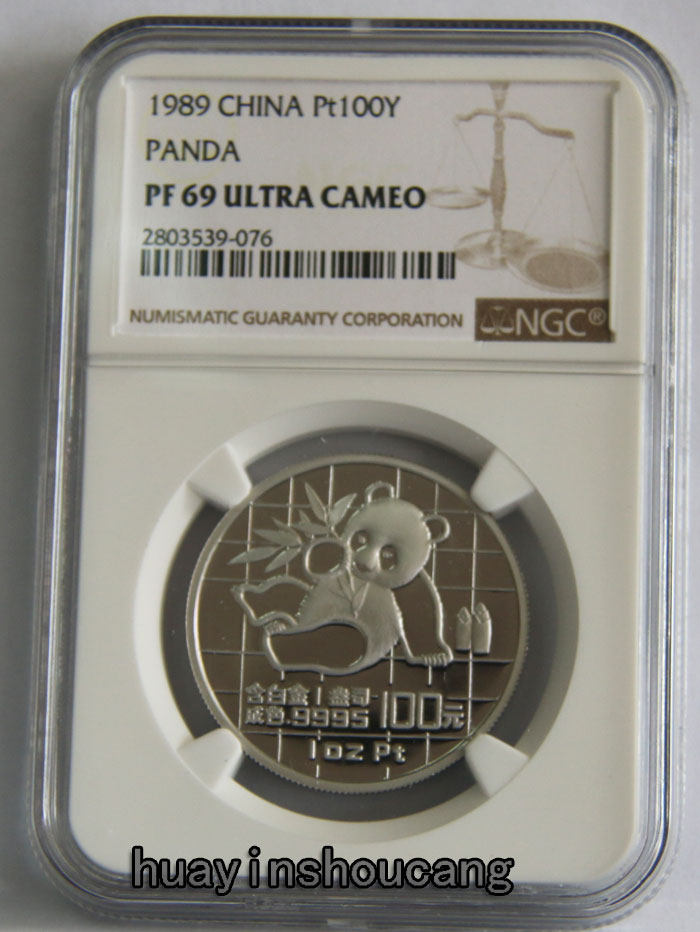 1989 CHINA Pt100Y
PANDA
PF 69 ULTRA CAMEO
2803539-076
NUMISMATIC GUARANTY CORPORATION
NGC®
含白金1盎司
成色.9995 100元
1oz Pt
huayinshoucang